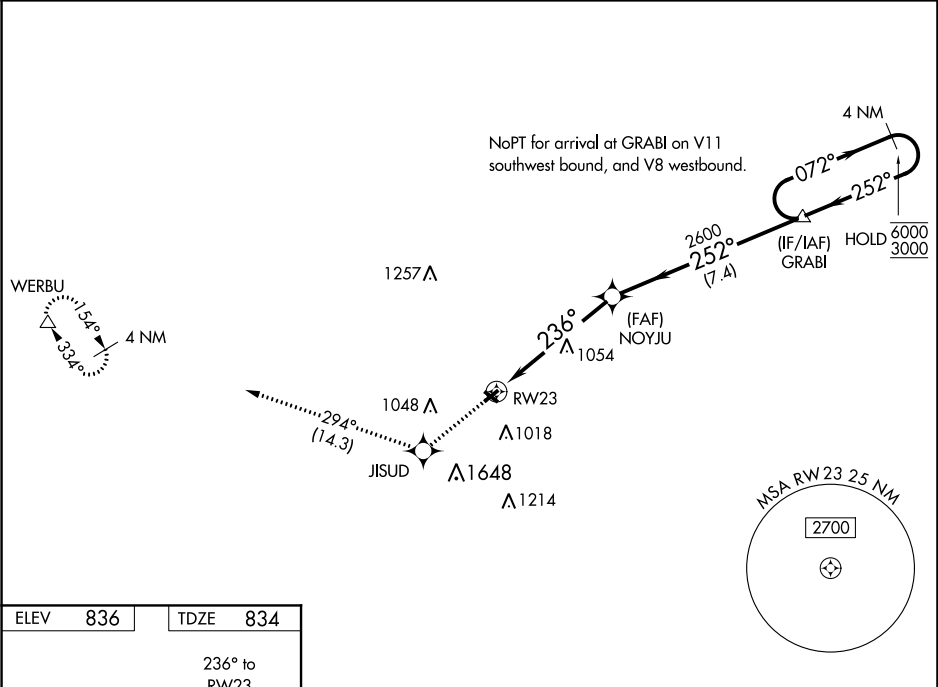 4 NM
NoPT for arrival at GRABI on V11
southwest bound, and V8 westbound.
072°
252°
HOLD 6000
3000
(IF/IAF)
GRABI
2600
252°
(7.4)
1257
WERBU
154°
334°
4 NM
(FAF)
NOYJU
236°
1054
RW23
1048
294°
(14.3)
1018
JISUD
1648
1214
MSA RW 23 25 NM
2700
ELEV 836
TDZE 834
236° to
RW23